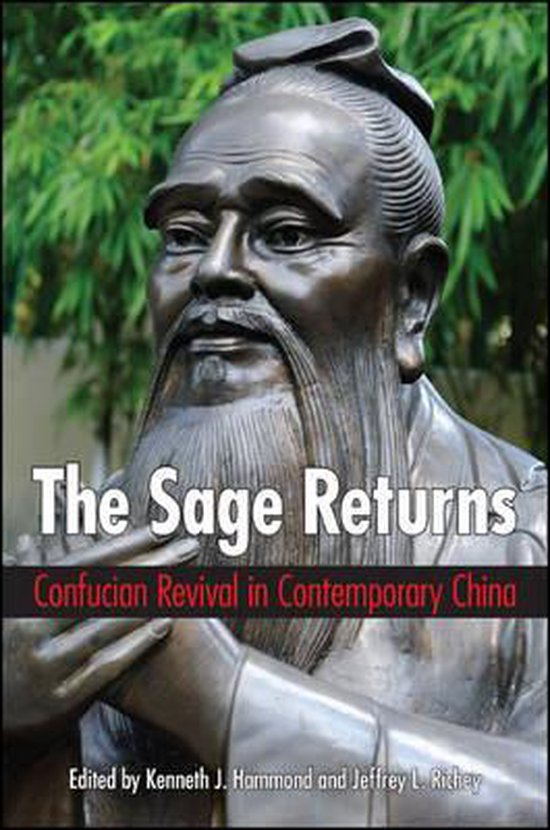 The Sage Returns
Confucian Revival in Contemporary China
Edited by Kenneth J. Hammond and Jeffrey L. Richey